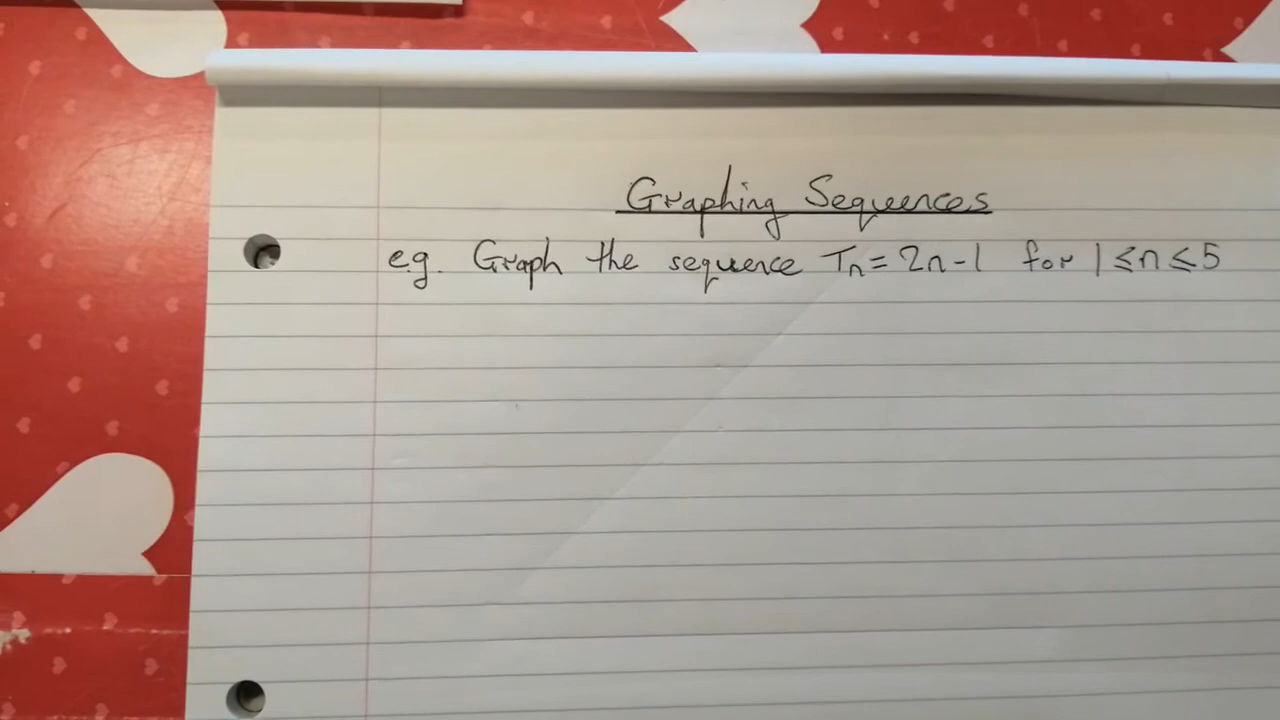 Graphing Sequences
e.g. Graph the sequence Tn = 2n - 1 for 1 ≤ n ≤ 5